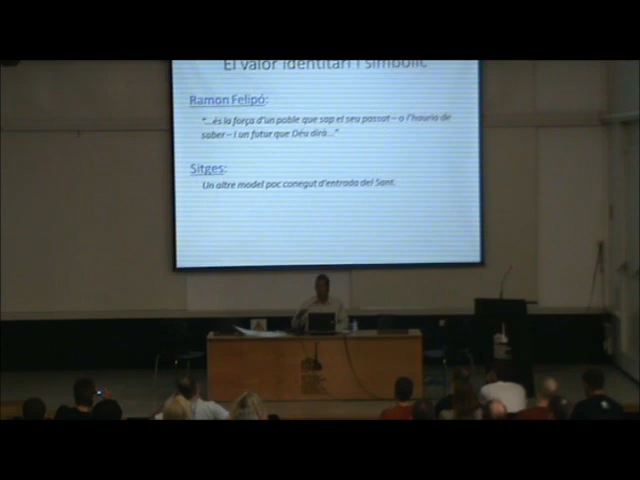 El valor identitari i simbòlic
Ramon Felipó:
“...és la força d’un poble que sap el seu passat – o l’hauria de
saber – i un futur que Déu dirà...”
Sitges:
Un altre model poc conegut d’entrada del Sant.